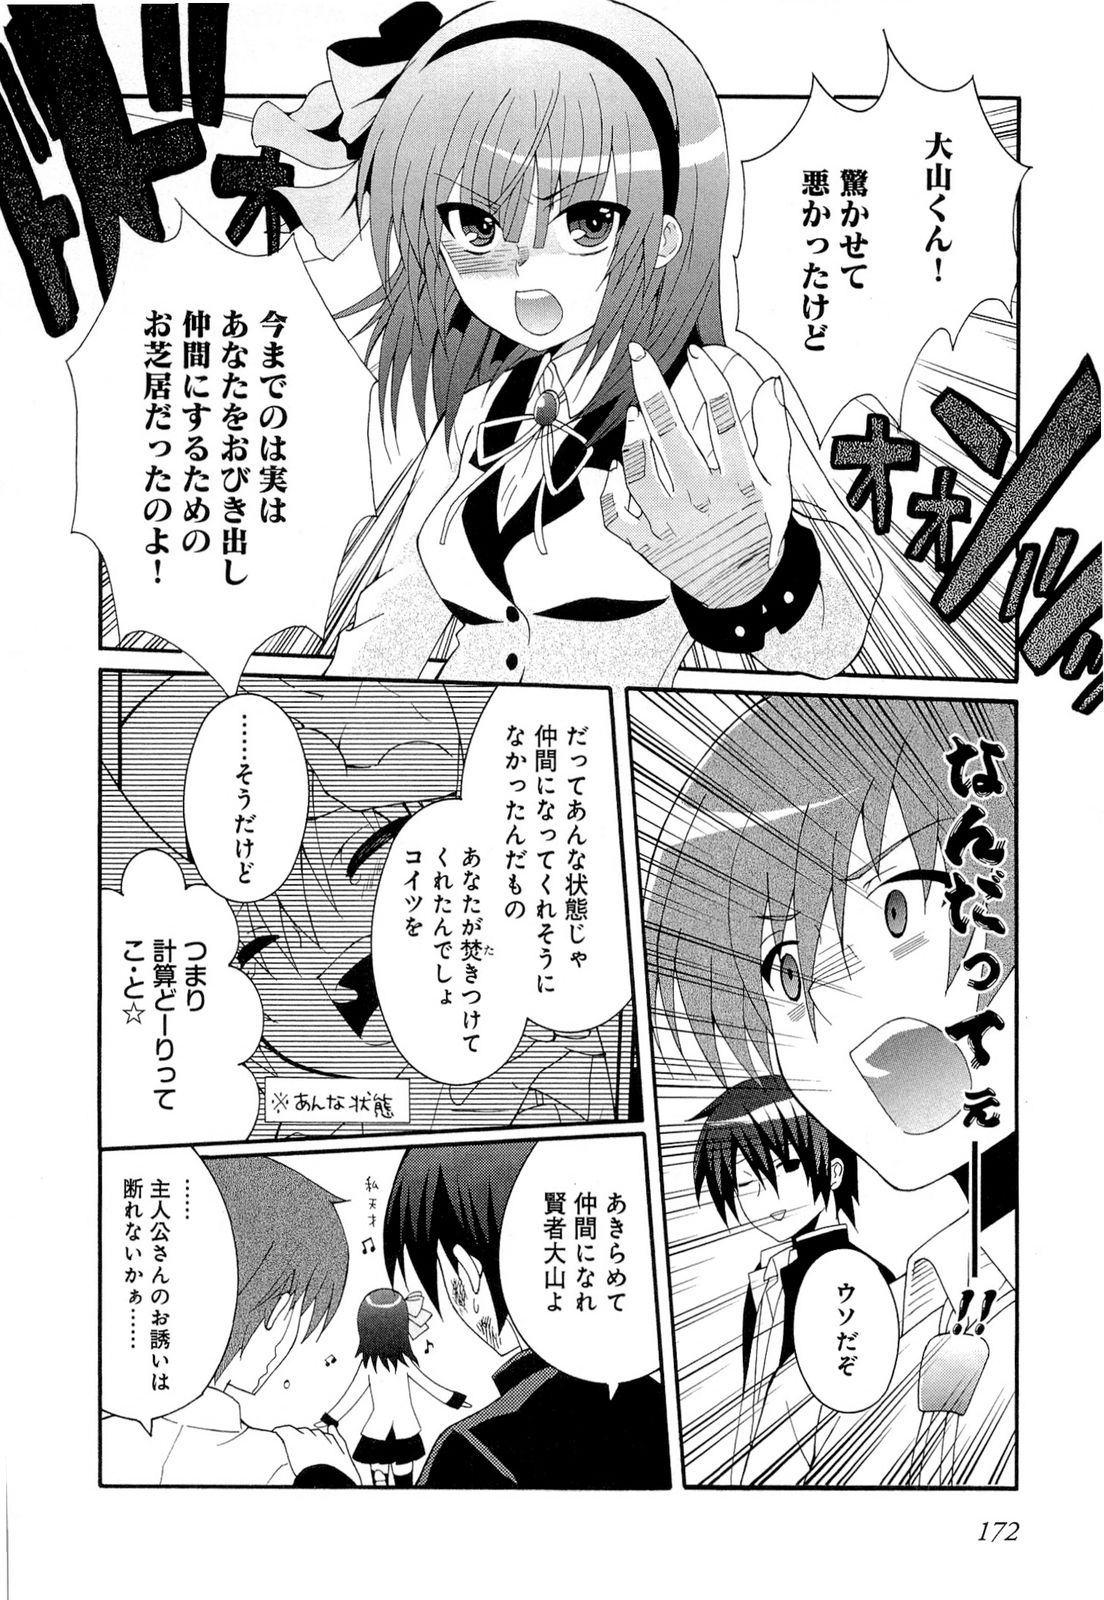 大山くん！
驚かせて
悪かったけど
今までのは実は
あなたをおびき出し
仲間にするための
お芝居だったのよ！
ドドドドオオオオン
なんだってえ――!!
ウソだぞ
だってあんな状態じゃ
仲間になってくれそうに
なかったんだもの
あなたが焚きつけて
た
くれたんでしょ
コイツを
……そうだけど
つまり
計算どーりって
こ・と☆
※あんな状態
あきらめて
仲間になれ
賢者大山よ
私天才♪
……
主人公さんのお誘いは
断れないかぁ……
172